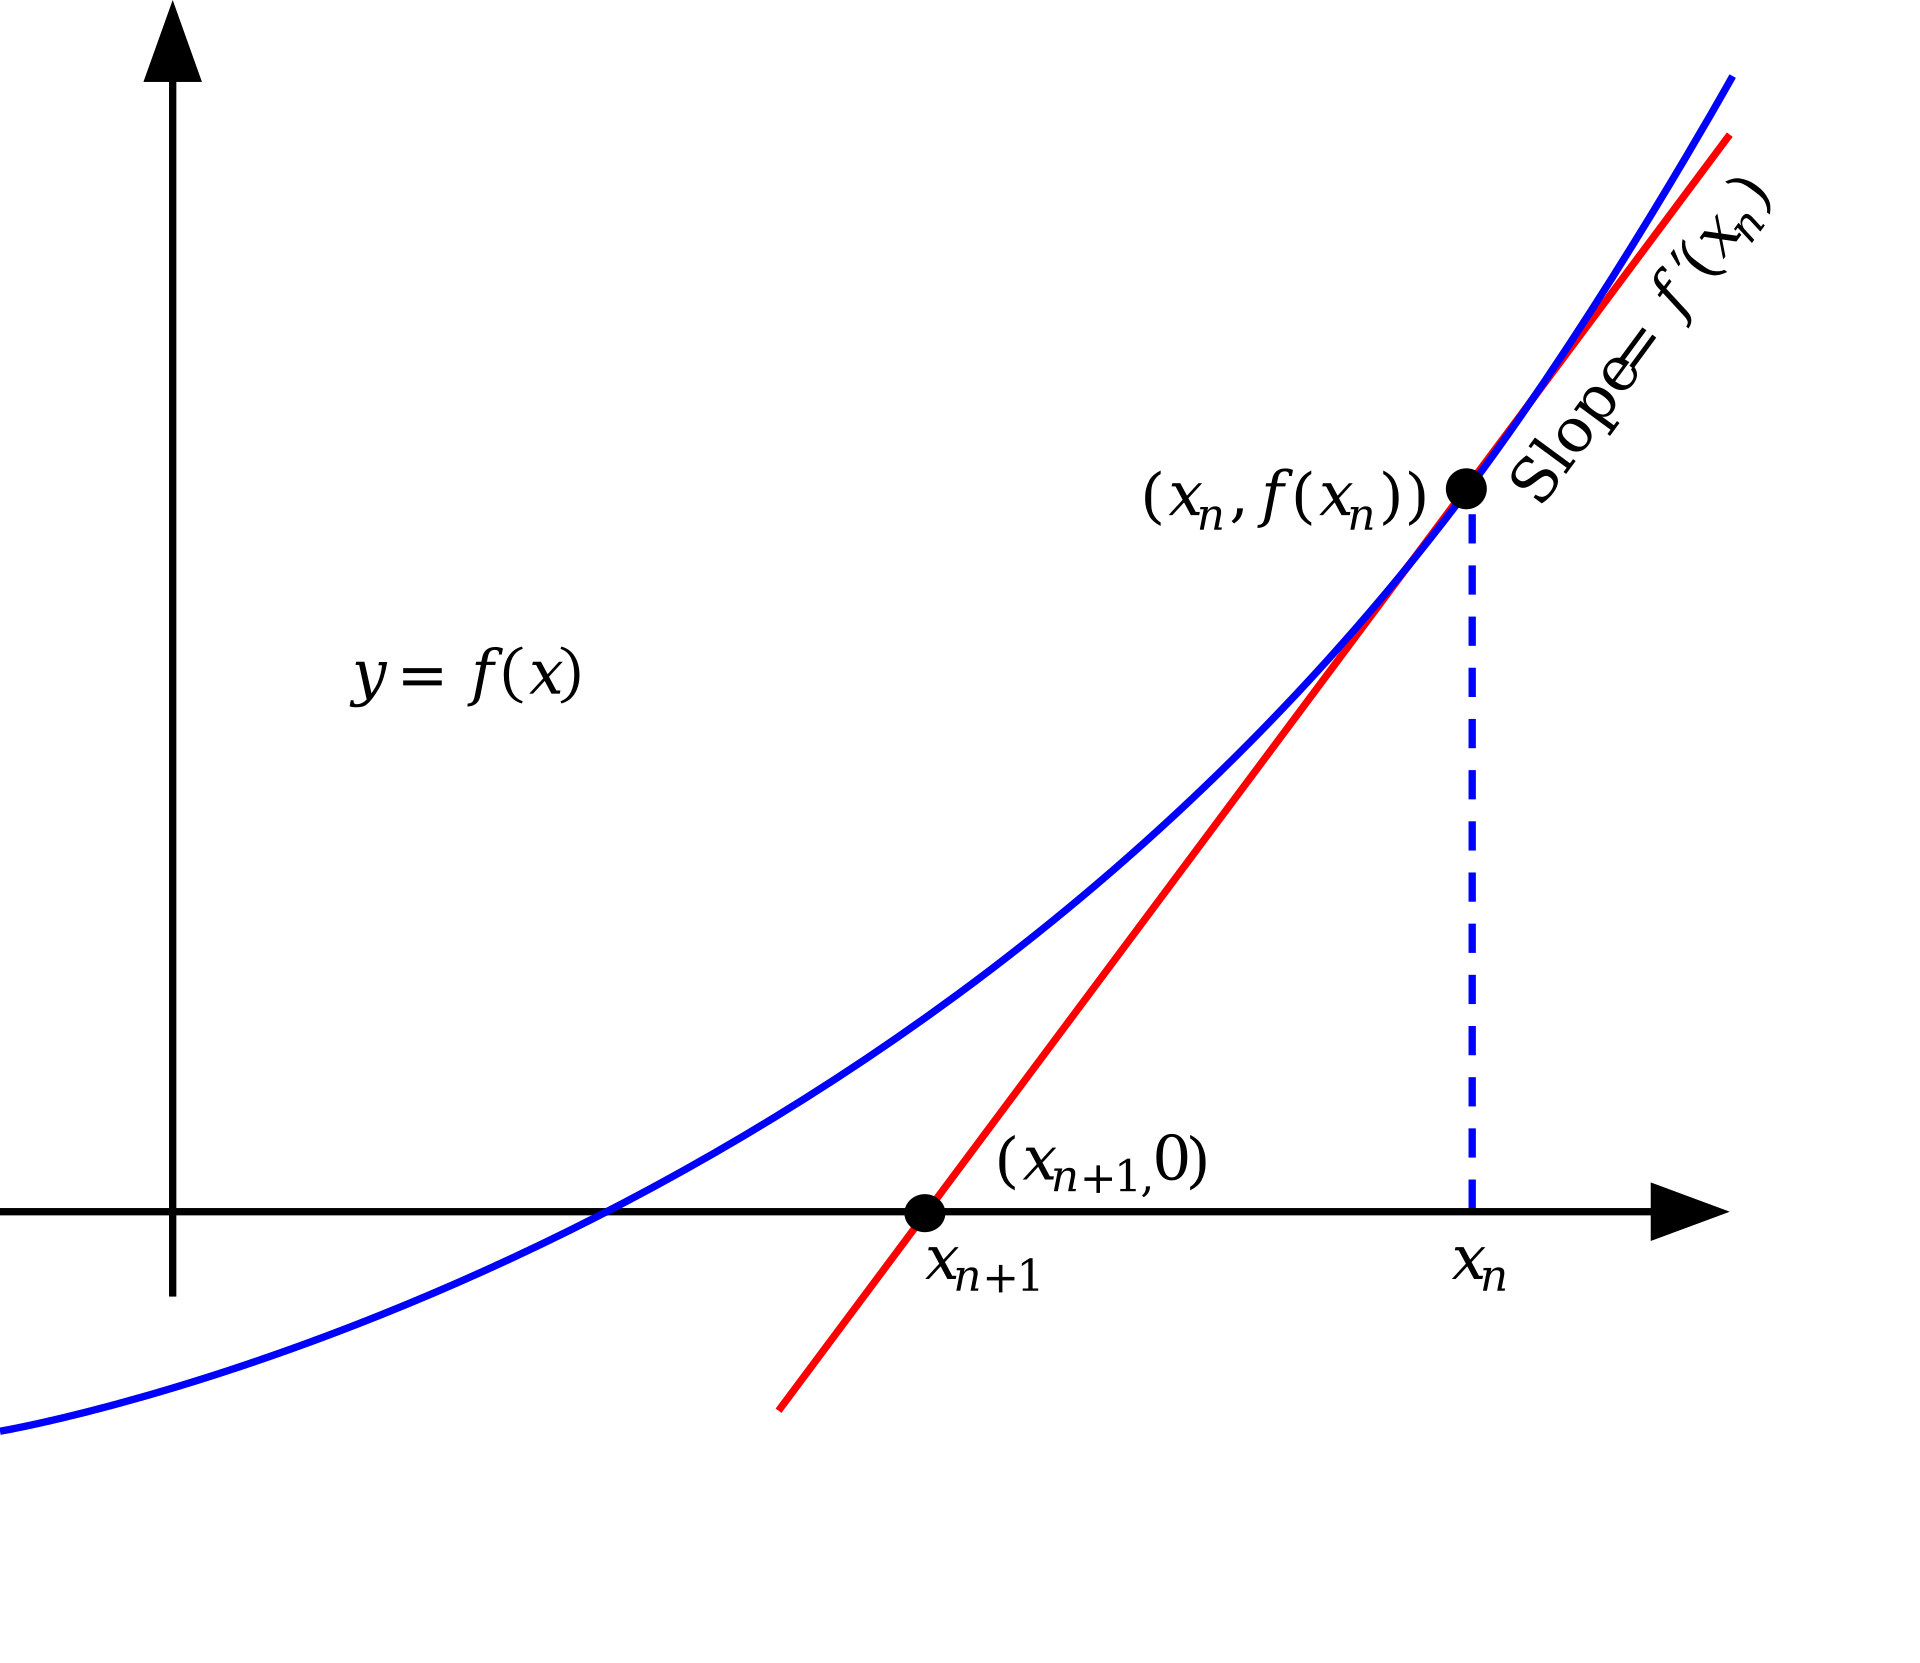 Slope= f′(xₙ)
(xₙ, f(xₙ))
y= f(x)
(xₙ₊₁,0)
xₙ₊₁
xₙ